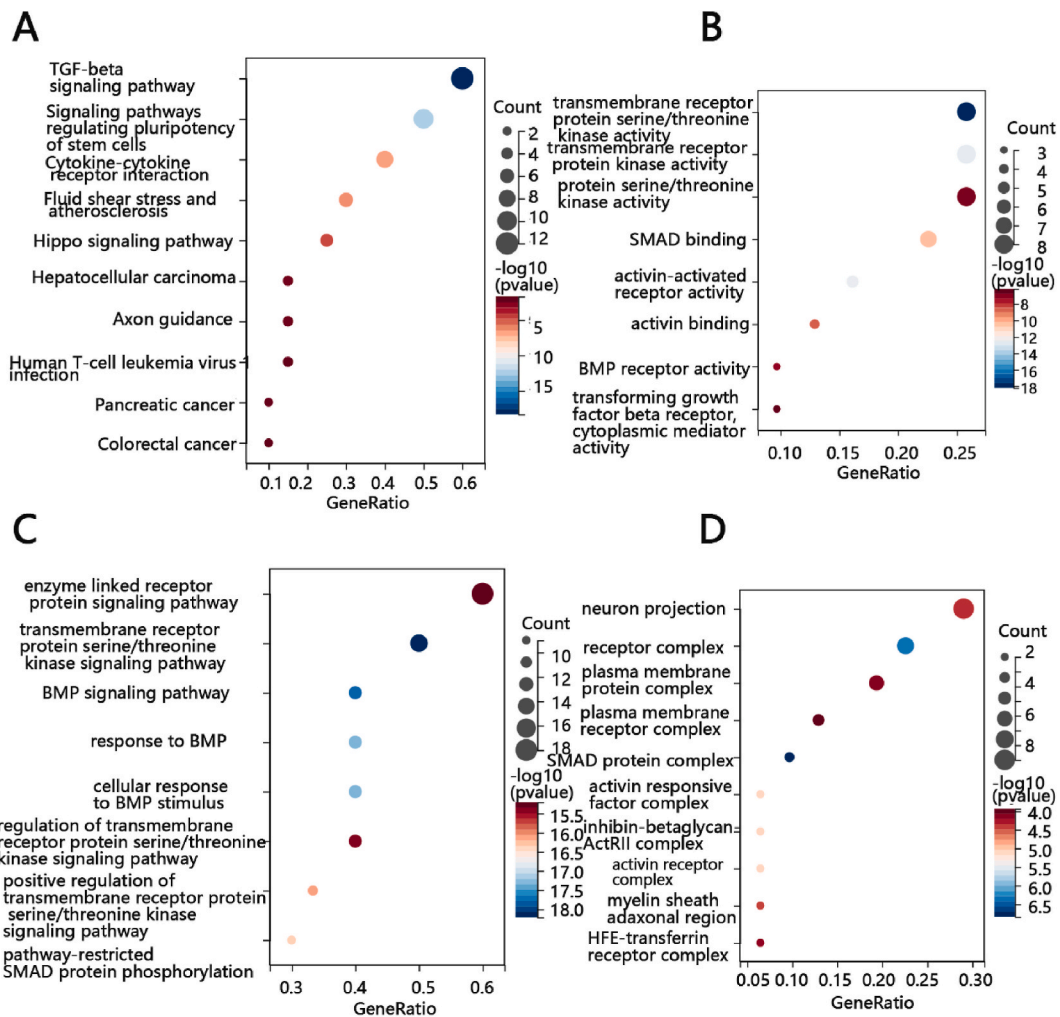 A
TGF-beta
signaling pathway
Signaling pathways
regulating pluripotency
of stem cells
Cytokine-cytokine
receptor interaction
Fluid shear stress and
atherosclerosis
Hippo signaling pathway
Hepatocellular carcinoma
Axon guidance
Human T-cell leukemia virus 1
infection
Pancreatic cancer
Colorectal cancer
0.1 0.2 0.3 0.4 0.5 0.6
GeneRatio
Count
2
4
6
8
10
12
-log10
(pvalue)
5
10
15
B
transmembrane receptor
protein serine/threonine
kinase activity
transmembrane receptor
protein kinase activity
protein serine/threonine
kinase activity
SMAD binding
activin-activated
receptor activity
activin binding
BMP receptor activity
transforming growth
factor beta receptor,
cytoplasmic mediator
activity
0.10 0.15 0.20 0.25
GeneRatio
Count
3
4
5
6
7
8
-log10
(pvalue)
8
10
12
14
16
18
C
enzyme linked receptor
protein signaling pathway
transmembrane receptor
protein serine/threonine
kinase signaling pathway
BMP signaling pathway
response to BMP
cellular response
to BMP stimulus
regulation of transmembrane
receptor protein serine/threonine
kinase signaling pathway
positive regulation of
transmembrane receptor protein
serine/threonine kinase
signaling pathway
pathway-restricted
SMAD protein phosphorylation
0.3 0.4 0.5 0.6
GeneRatio
Count
10
12
14
16
18
-log10
(pvalue)
15.5
16.0
16.5
17.0
17.5
18.0
D
neuron projection
receptor complex
plasma membrane
protein complex
plasma membrane
receptor complex
SMAD protein complex
activin responsive
factor complex
inhibin-betaglycan-
ActRII complex
activin receptor
complex
myelin sheath
adaxonal region
HFE-transferrin
receptor complex
0.05 0.10 0.15 0.20 0.25 0.30
GeneRatio
Count
2
4
6
8
-log10
(pvalue)
4.0
4.5
5.0
5.5
6.0
6.5